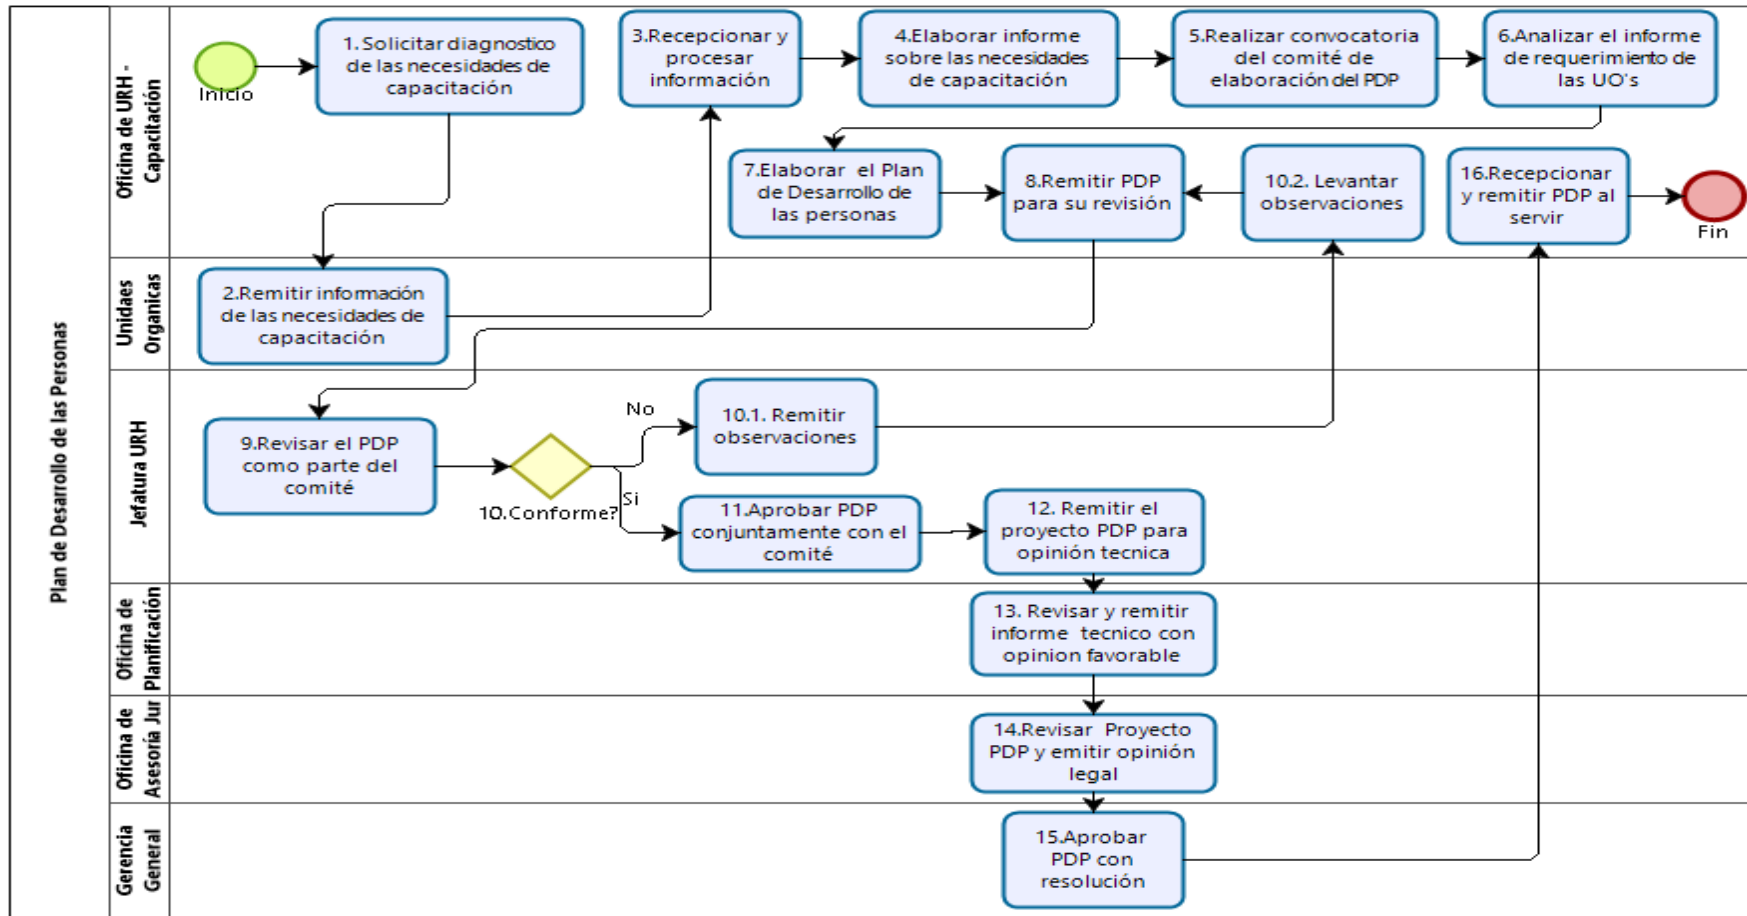 Plan de Desarrollo de las Personas
Oficina de URH -
Capacitación
Inicio
1. Solicitar diagnostico
de las necesidades de
capacitación
3.Recepcionar y
procesar
información
4.Elaborar informe
sobre las necesidades
de capacitación
5.Realizar convocatoria
del comité de
elaboración del PDP
6.Analizar el informe
de requerimiento de
las UO's
7.Elaborar el Plan
de Desarrollo de
las personas
8.Remitir PDP
para su revisión
10.2. Levantar
observaciones
16.Recepcionar
y remitir PDP al
servir
Fin
Unidaes
Organicas
2.Remitir información
de las necesidades de
capacitación
Jefatura URH
9.Revisar el PDP
como parte del
comité
10.Conforme?
No
Si
10.1. Remitir
observaciones
11.Aprobar PDP
conjuntamente con el
comité
12. Remitir el
proyecto PDP para
opinión tecnica
Oficina de
Planificación
13. Revisar y remitir
informe tecnico con
opinion favorable
Oficina de
Asesoría Jur
14.Revisar Proyecto
PDP y emitir opinión
legal
Gerencia
General
15.Aprobar
PDP con
resolución